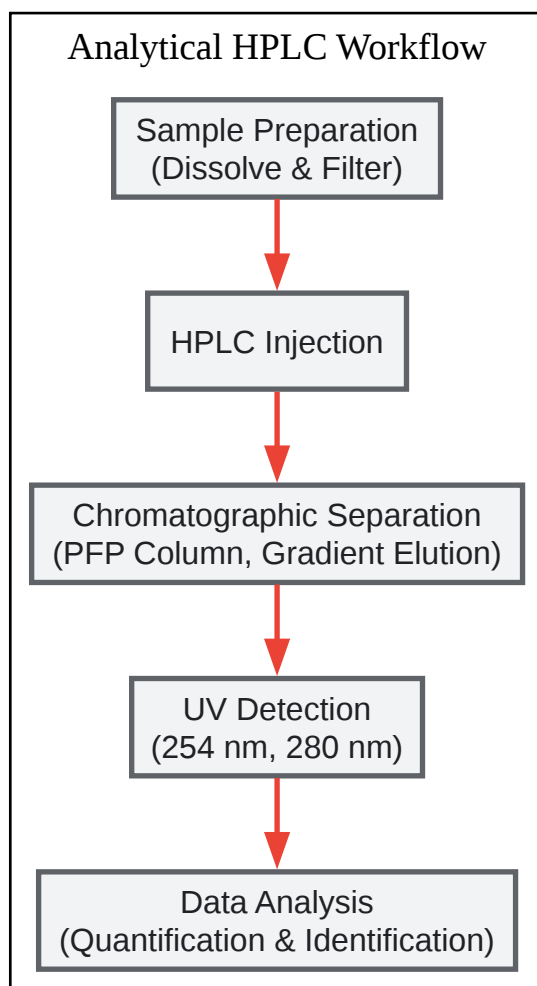 Analytical HPLC Workflow
Sample Preparation
(Dissolve & Filter)
HPLC Injection
Chromatographic Separation
(PFP Column, Gradient Elution)
UV Detection
(254 nm, 280 nm)
Data Analysis
(Quantification & Identification)